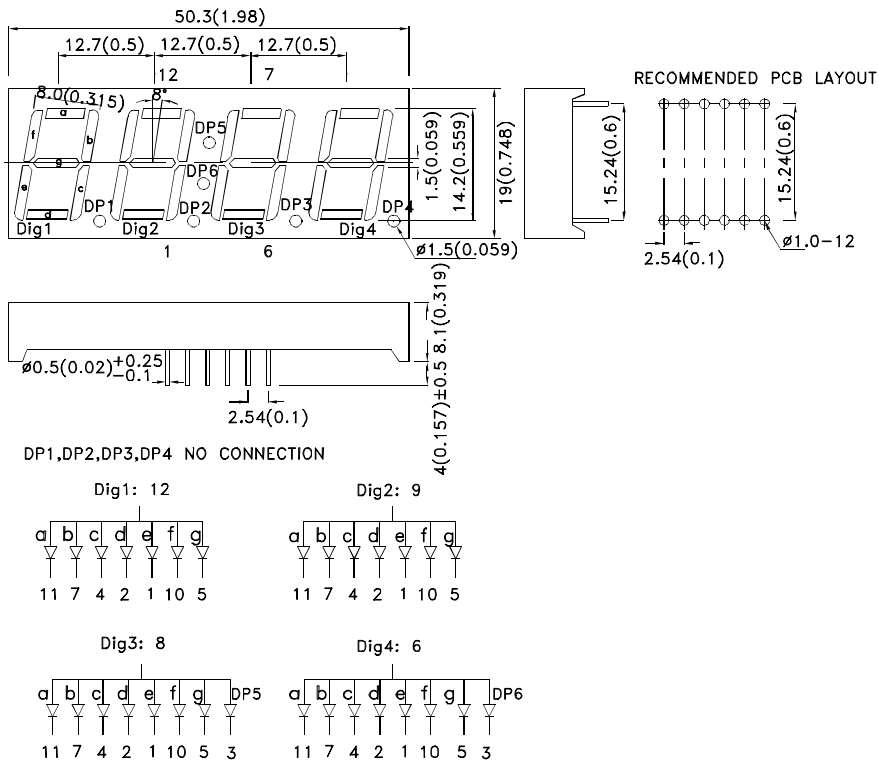 50.3(1.98)
12.7(0.5) 12.7(0.5) 12.7(0.5)
12 7
8.0(0.315) 8°
a
f b
g
e c
d
DP5
DP6
DP1 DP2 DP3 DP4
Dig1 Dig2 Dig3 Dig4
1 6
1.5(0.059)
14.2(0.559)
19(0.748)
ø1.5(0.059)
15.24(0.6)
RECOMMENDED PCB LAYOUT
15.24(0.6)
2.54(0.1)
ø1.0-12
ø0.5(0.02) +0.25
-0.1
2.54(0.1)
8.1(0.319)
4(0.157)±0.5
DP1,DP2,DP3,DP4 NO CONNECTION
Dig1: 12
a b c d e f g
11 7 4 2 1 10 5
Dig2: 9
a b c d e f g
11 7 4 2 1 10 5
Dig3: 8
a b c d e f g DP5
11 7 4 2 1 10 5 3
Dig4: 6
a b c d e f g DP6
11 7 4 2 1 10 5 3